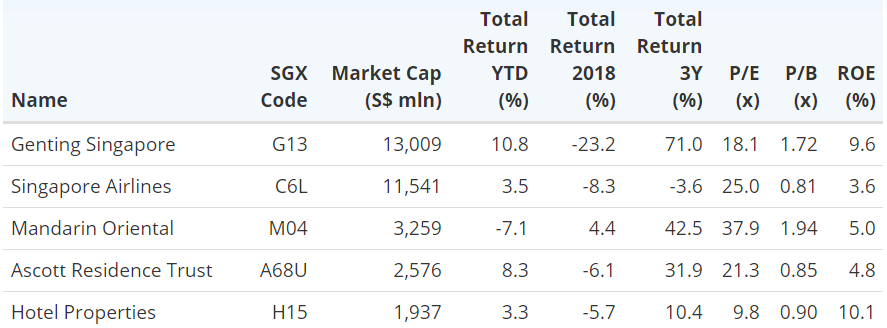 Total Total Total
Return Return Return
SGX Market Cap YTD 2018 3Y P/E P/B ROE
Name Code (S$ mln) (%) (%) (%) (x) (x) (%)
Genting Singapore G13 13,009 10.8 -23.2 71.0 18.1 1.72 9.6
Singapore Airlines C6L 11,541 3.5 -8.3 -3.6 25.0 0.81 3.6
Mandarin Oriental M04 3,259 -7.1 4.4 42.5 37.9 1.94 5.0
Ascott Residence Trust A68U 2,576 8.3 -6.1 31.9 21.3 0.85 4.8
Hotel Properties H15 1,937 3.3 -5.7 10.4 9.8 0.90 10.1